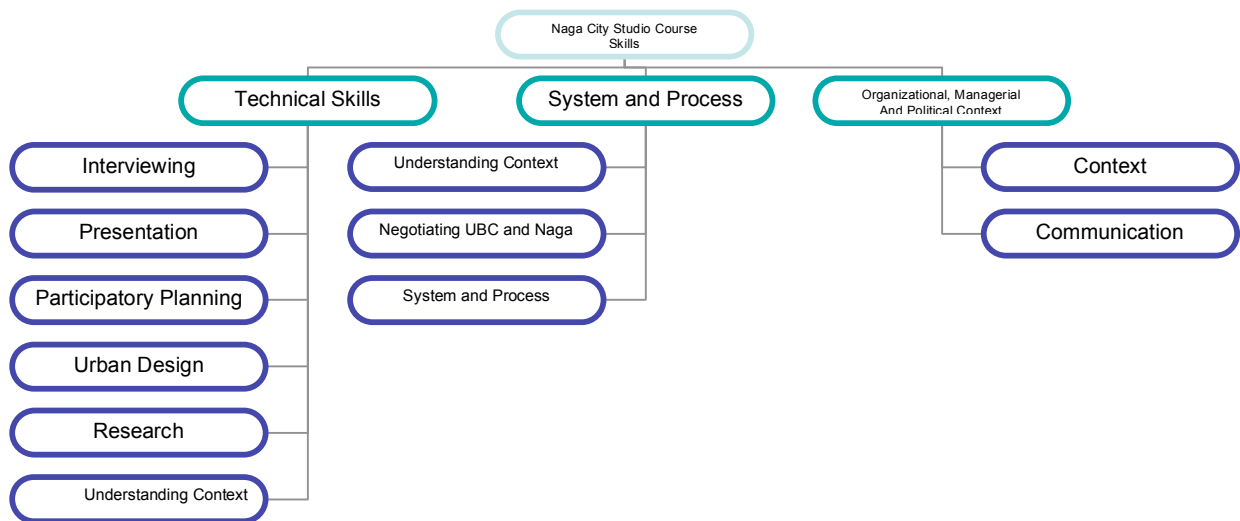 Naga City Studio Course
Skills
Technical Skills
System and Process
Organizational, Managerial
And Political Context
Interviewing
Presentation
Participatory Planning
Urban Design
Research
Understanding Context
Understanding Context
Negotiating UBC and Naga
System and Process
Context
Communication